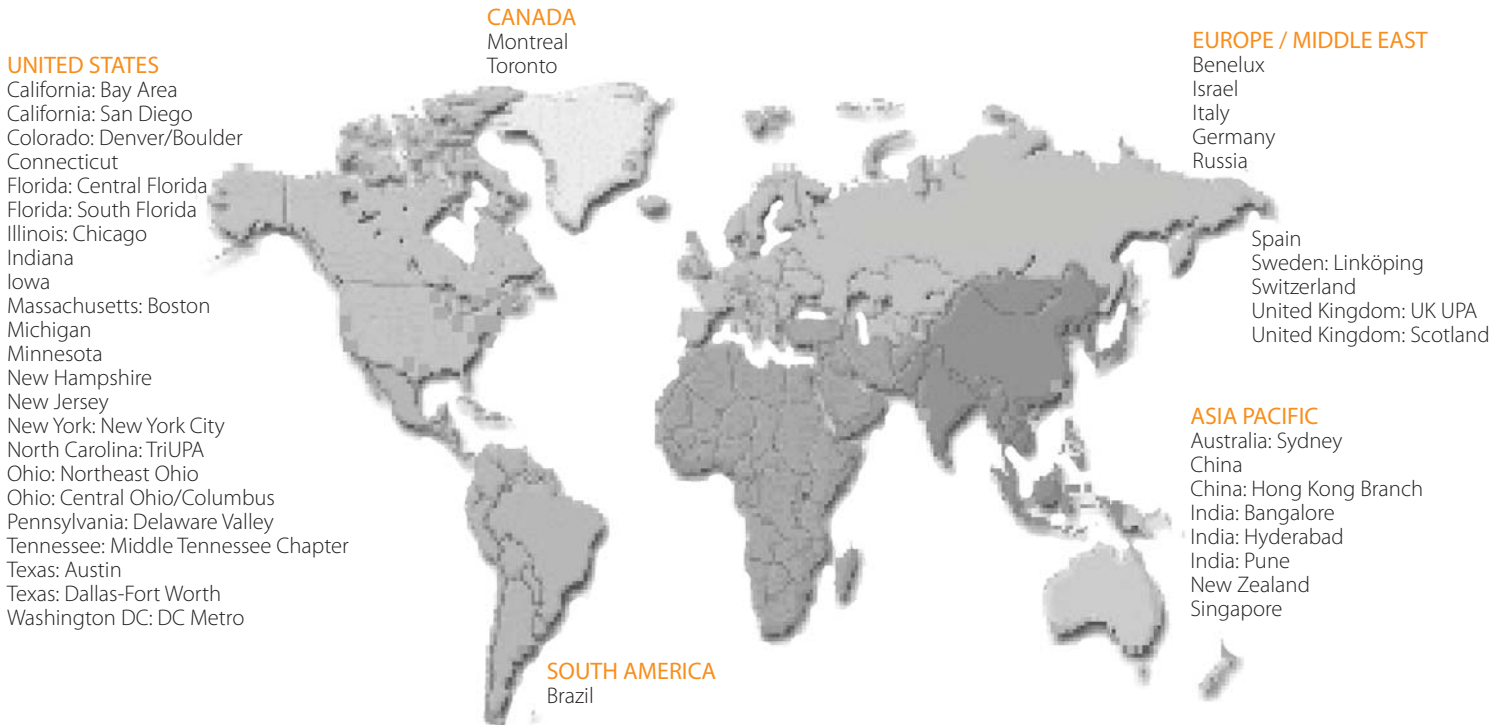 CANADA
Montreal
Toronto
UNITED STATES
California: Bay Area
California: San Diego
Colorado: Denver/Boulder
Connecticut
Florida: Central Florida
Florida: South Florida
Illinois: Chicago
Indiana
Iowa
Massachusetts: Boston
Michigan
Minnesota
New Hampshire
New Jersey
New York: New York City
North Carolina: TriUPA
Ohio: Northeast Ohio
Ohio: Central Ohio/Columbus
Pennsylvania: Delaware Valley
Tennessee: Middle Tennessee Chapter
Texas: Austin
Texas: Dallas-Fort Worth
Washington DC: DC Metro
EUROPE / MIDDLE EAST
Benelux
Israel
Italy
Germany
Russia
Spain
Sweden: Linköping
Switzerland
United Kingdom: UK UPA
United Kingdom: Scotland
ASIA PACIFIC
Australia: Sydney
China
China: Hong Kong Branch
India: Bangalore
India: Hyderabad
India: Pune
New Zealand
Singapore
SOUTH AMERICA
Brazil